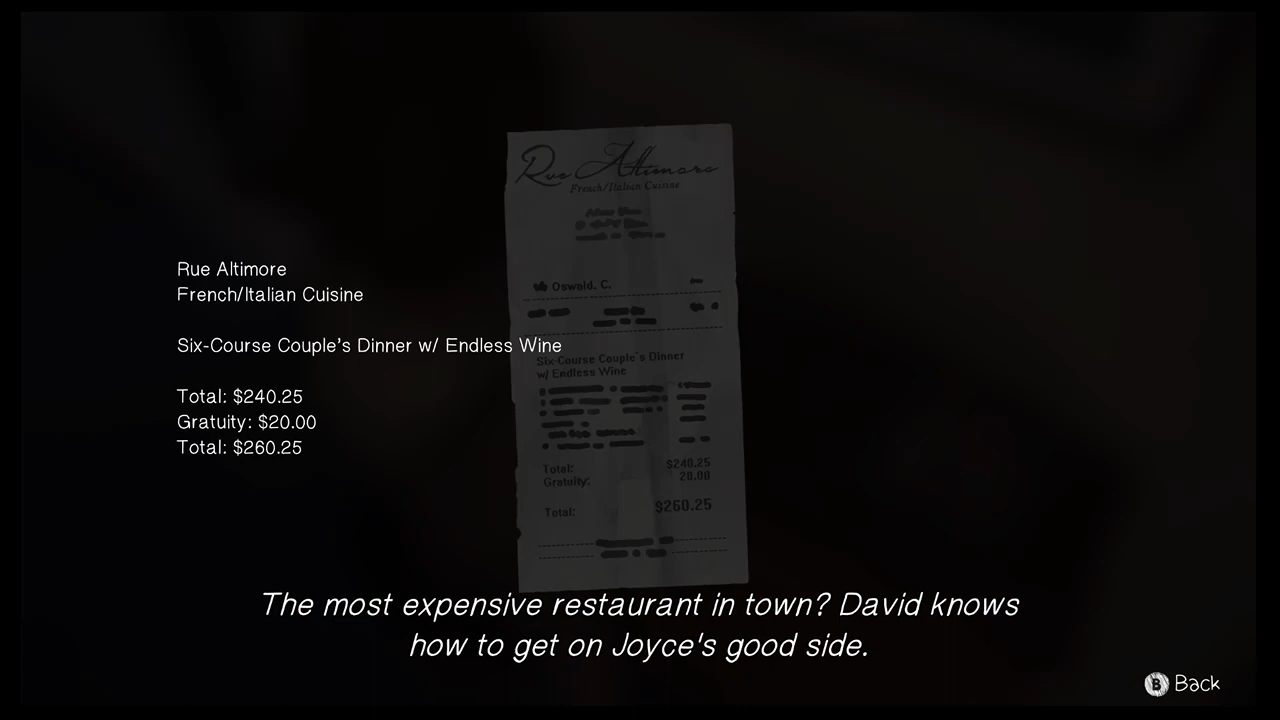 Rue Altimore
French/Italian Cuisine
Oswald. C.
Six-Course Couple's Dinner
w/ Endless Wine
Total: $240.25
Gratuity: 20.00
Total: $260.25
Rue Altimore
French/Italian Cuisine
Six-Course Couple's Dinner w/ Endless Wine
Total: $240.25
Gratuity: $20.00
Total: $260.25
The most expensive restaurant in town? David knows
how to get on Joyce's good side.
B Back